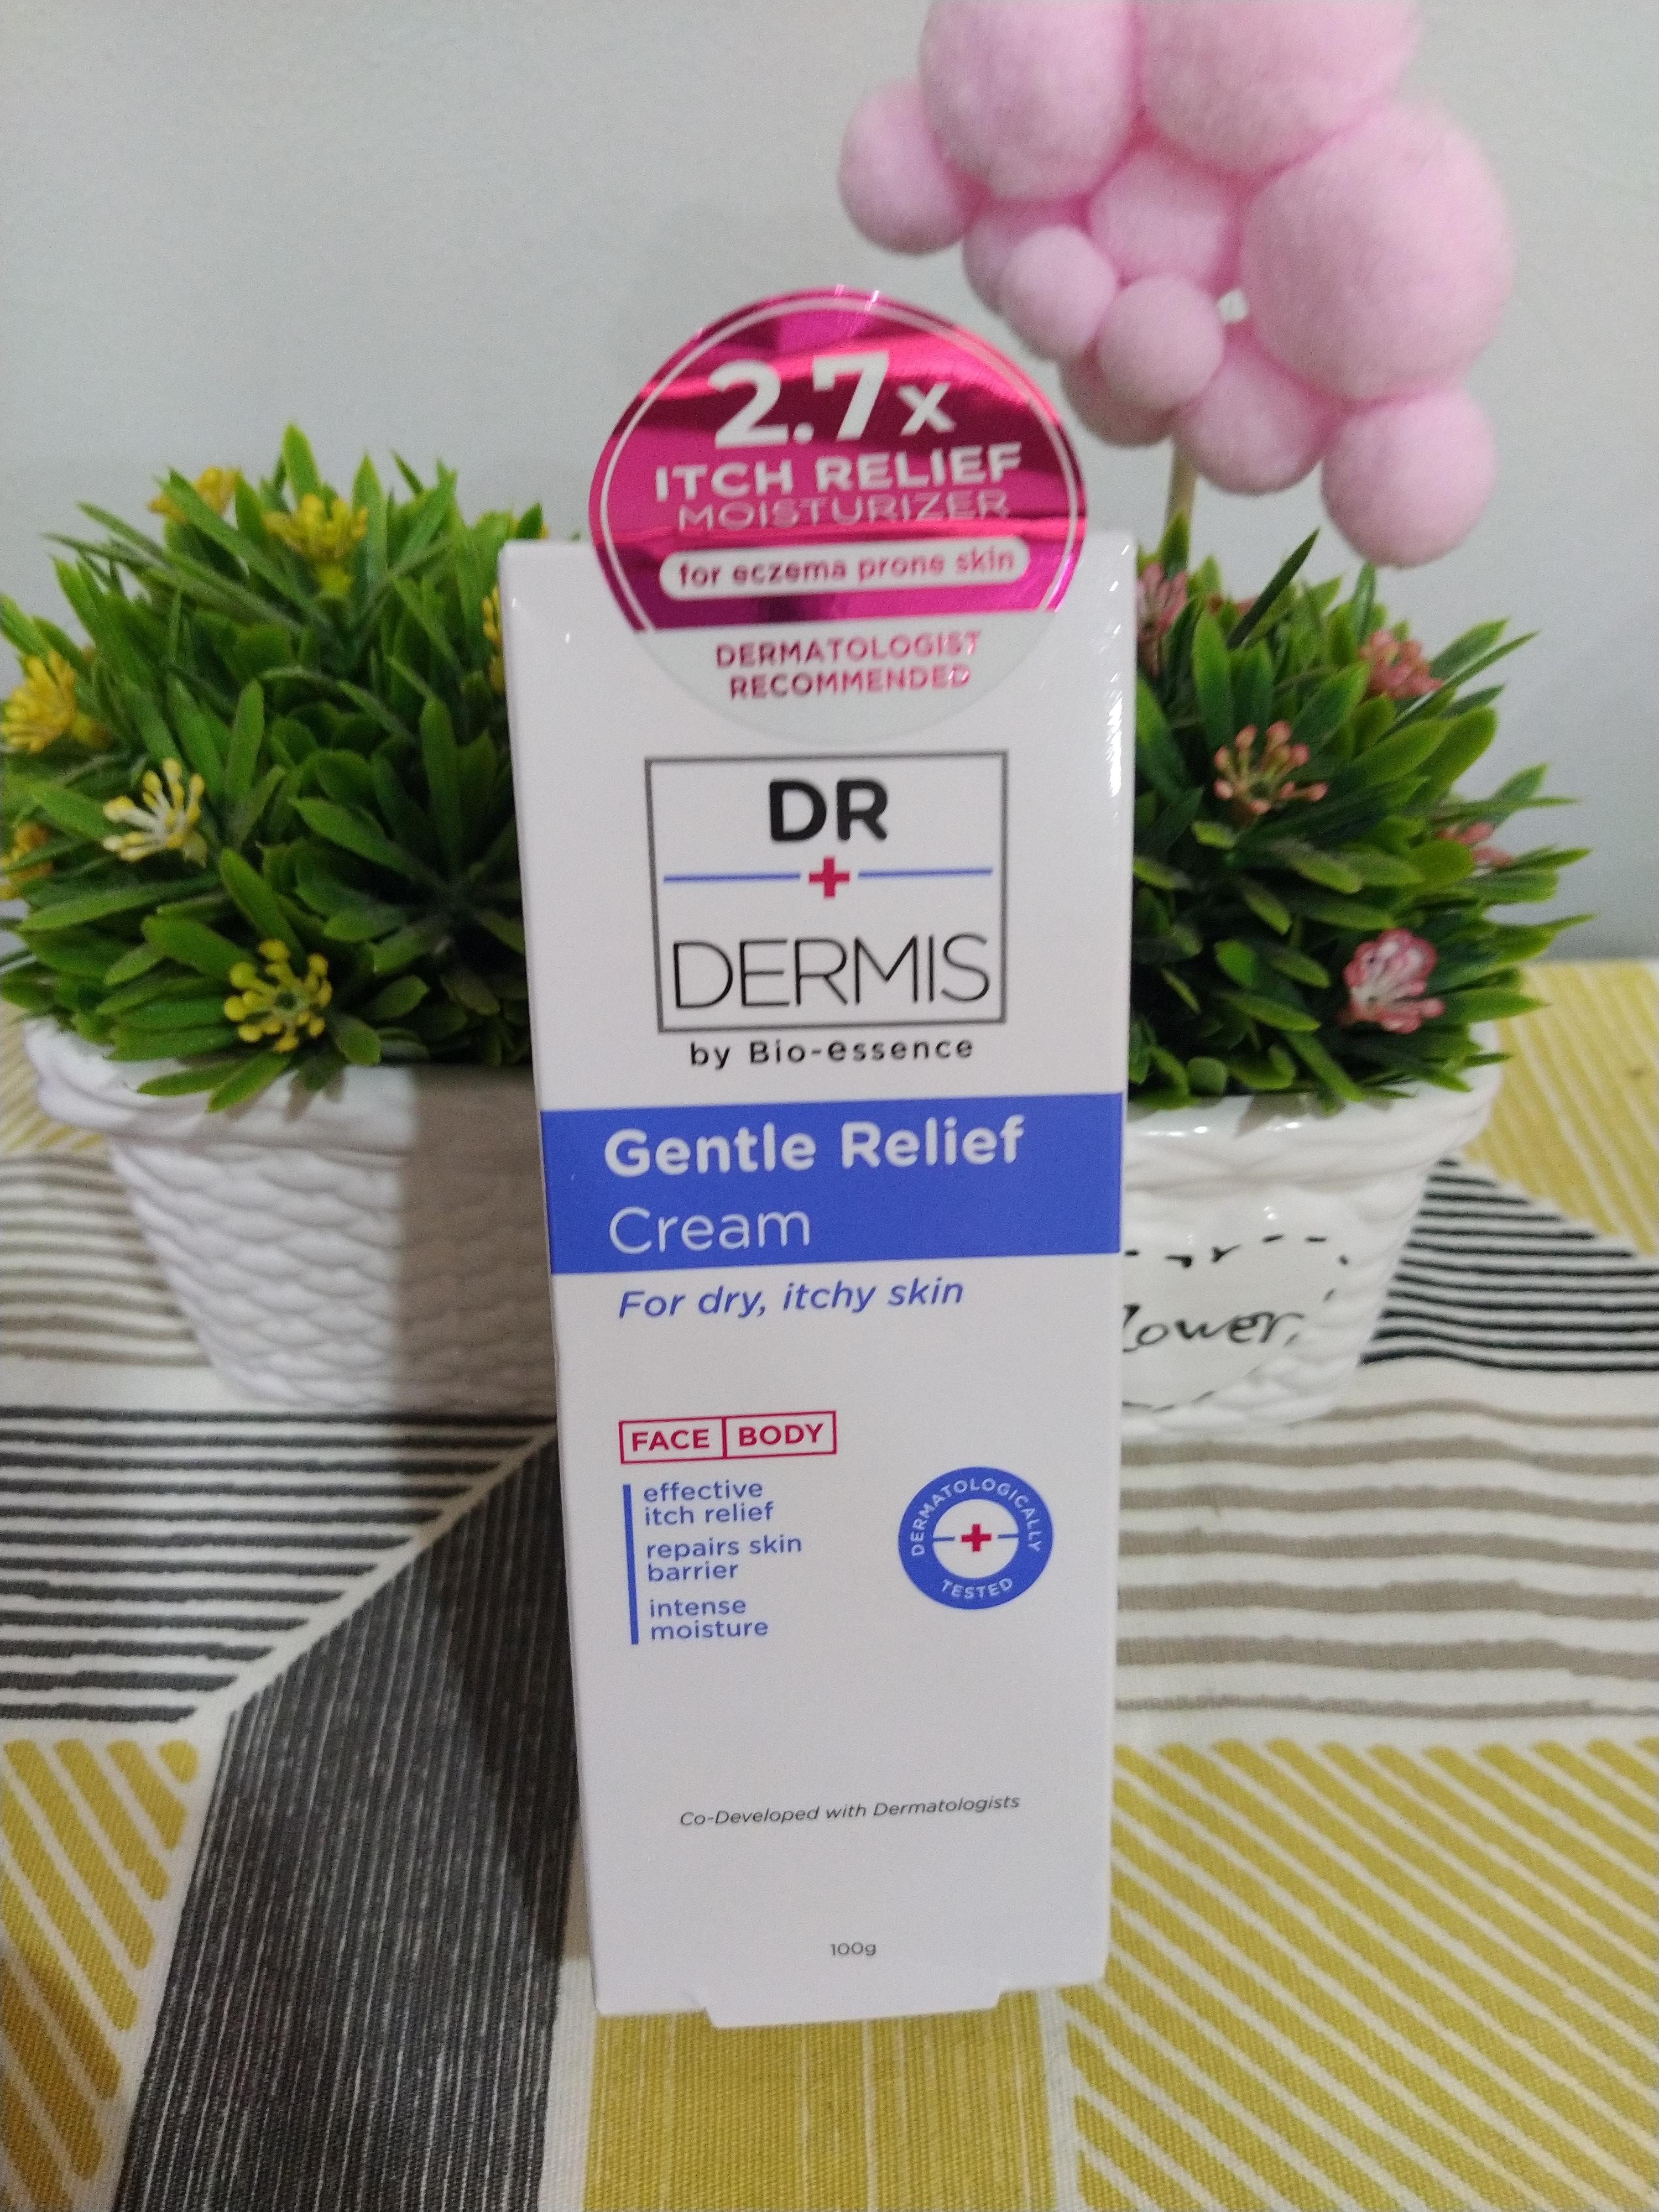 2.7x
ITCH RELIEF
MOISTURIZER
for eczema prone skin
DERMATOLOGIST
RECOMMENDED
DR
DERMIS
by Bio-essence
Gentle Relief
Cream
For dry, itchy skin
FACE BODY
effective
itch relief
repairs skin
barrier
intense
moisture
DERMATOLOGICALLY
TESTED
Co-Developed with Dermatologists
100g
lower